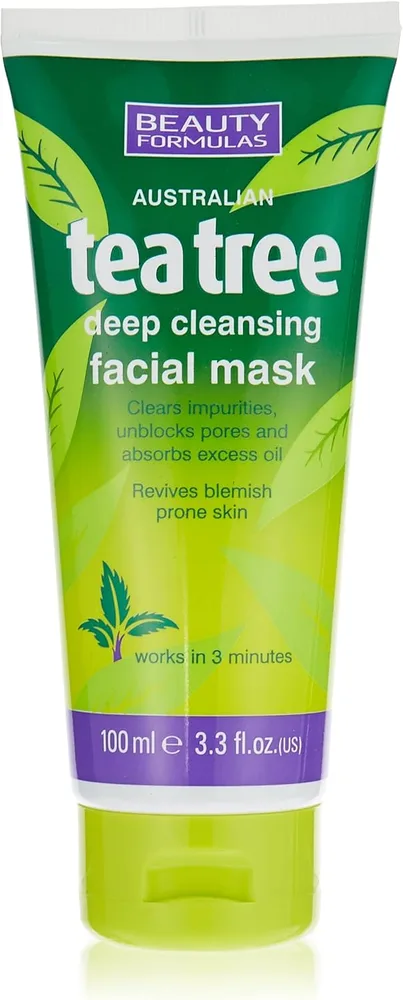 BEAUTY
FORMULAS
AUSTRALIAN
tea tree
deep cleansing
facial mask
Clears impurities,
unblocks pores and
absorbs excess oil
Revives blemish
prone skin
works in 3 minutes
100 ml e 3.3 fl.oz.(US)